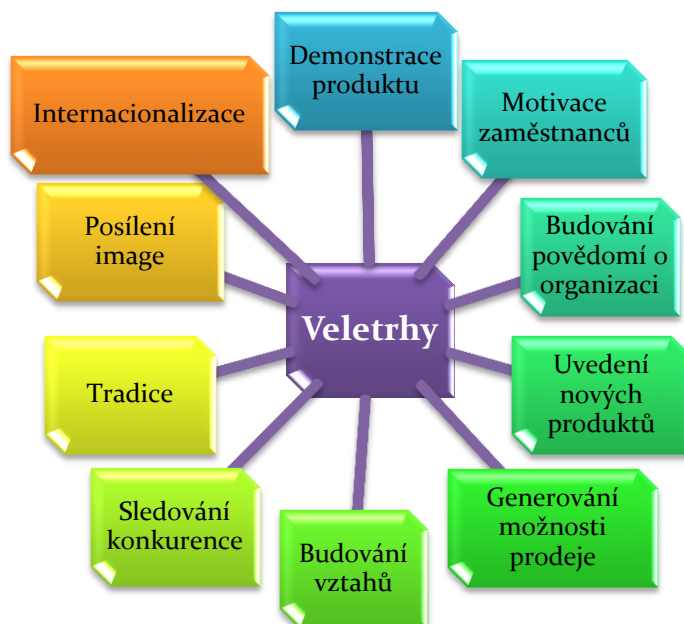 Demonstrace
produktu
Motivace
zaměstnanců
Budování
povědomí o
organizaci
Uvedení
nových
produktů
Generování
možnosti
prodeje
Budování
vztahů
Sledování
konkurence
Tradice
Posílení
image
Internacionalizace
Veletrhy